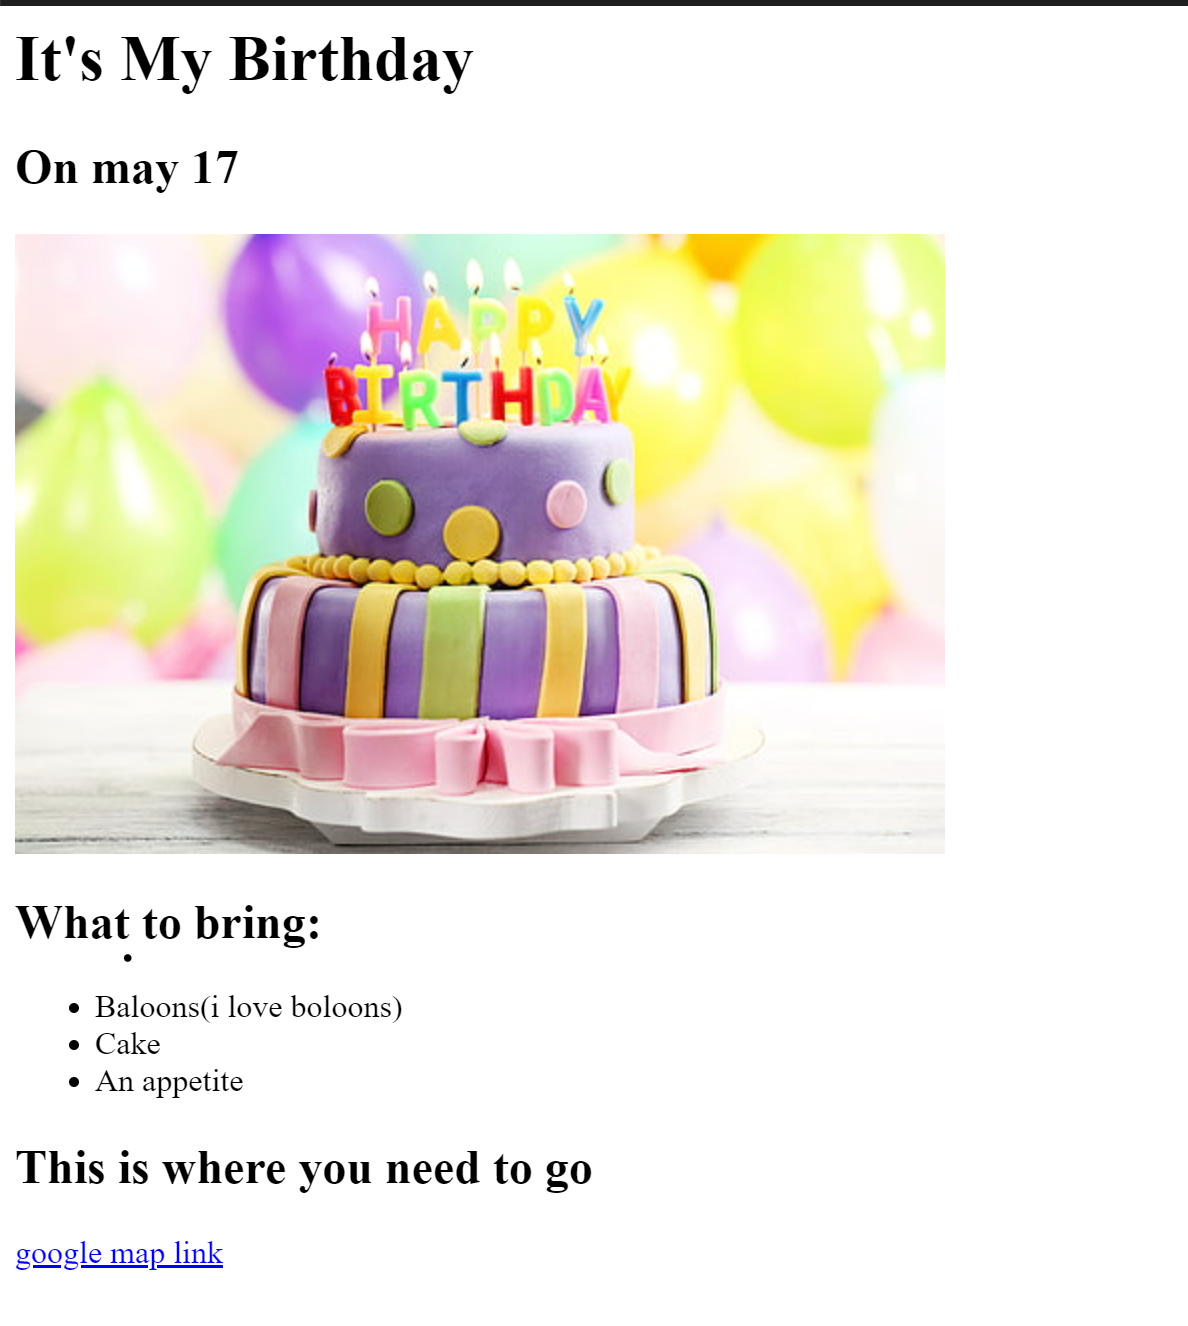 It's My Birthday
On may 17
HAPPY
BIRTHDAY
What to bring:
Baloons(i love boloons)
Cake
An appetite
This is where you need to go
google map link